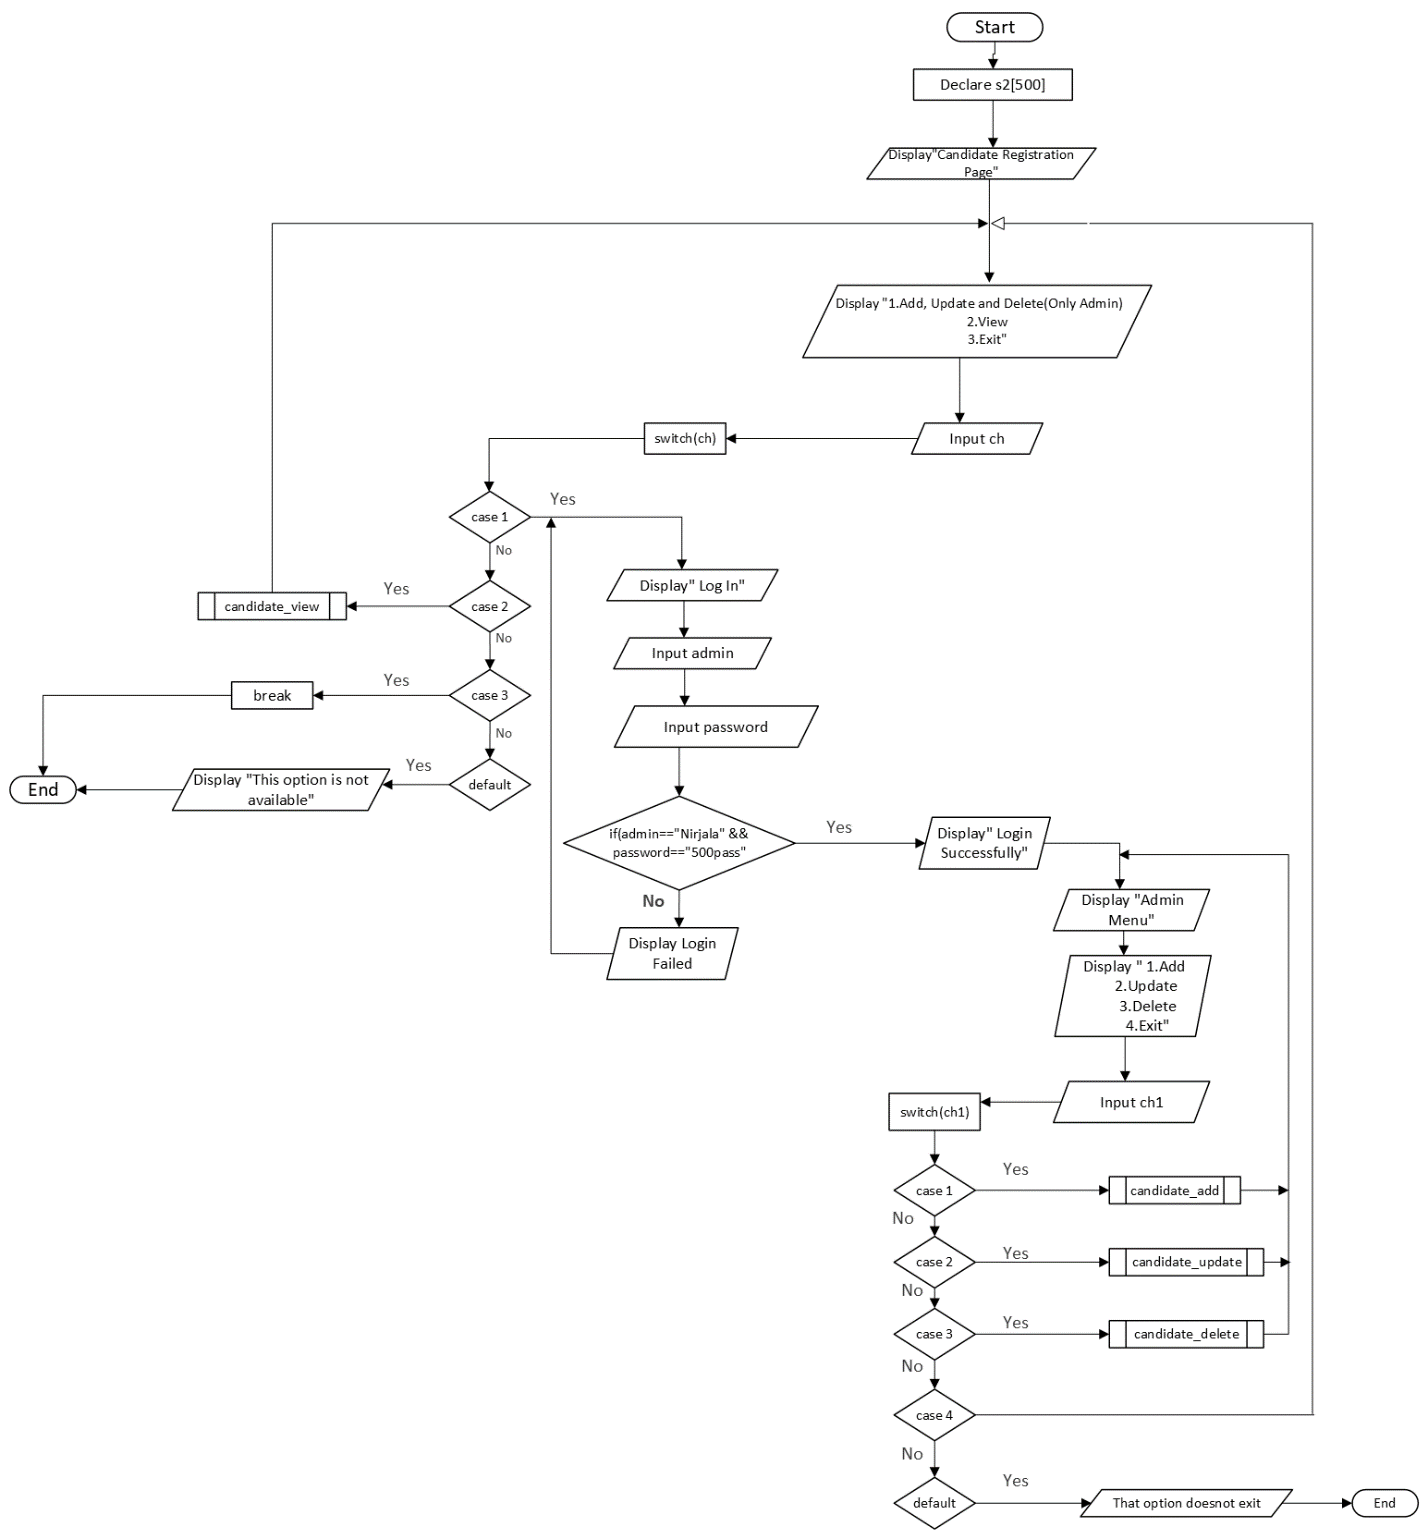 Start
Declare s2[500]
Display"Candidate Registration
Page"
Display "1.Add, Update and Delete(Only Admin)
2.View
3.Exit"
Input ch
switch(ch)
case 1
Yes
No
Display" Log In"
candidate_view
Yes
case 2
No
Input admin
break
Yes
case 3
No
Input password
End
Display "This option is not
available"
Yes
default
if(admin=="Nirjala" &&
password=="500pass"
Yes
Display" Login
Successfully"
No
Display Login
Failed
Display "Admin
Menu"
Display " 1.Add
2.Update
3.Delete
4.Exit"
Input ch1
switch(ch1)
case 1
Yes
candidate_add
No
case 2
Yes
candidate_update
No
case 3
Yes
candidate_delete
No
case 4
No
default
Yes
That option doesnot exit
End